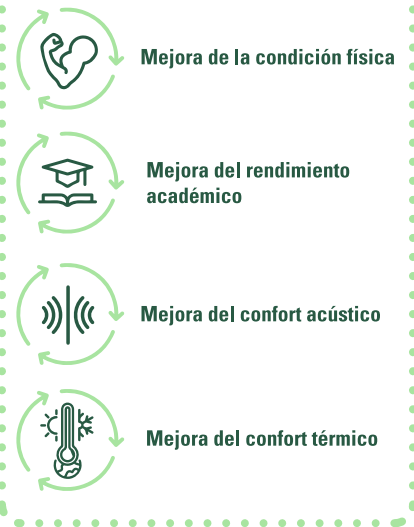 Mejora de la condición física
Mejora del rendimiento
académico
Mejora del confort acústico
Mejora del confort térmico